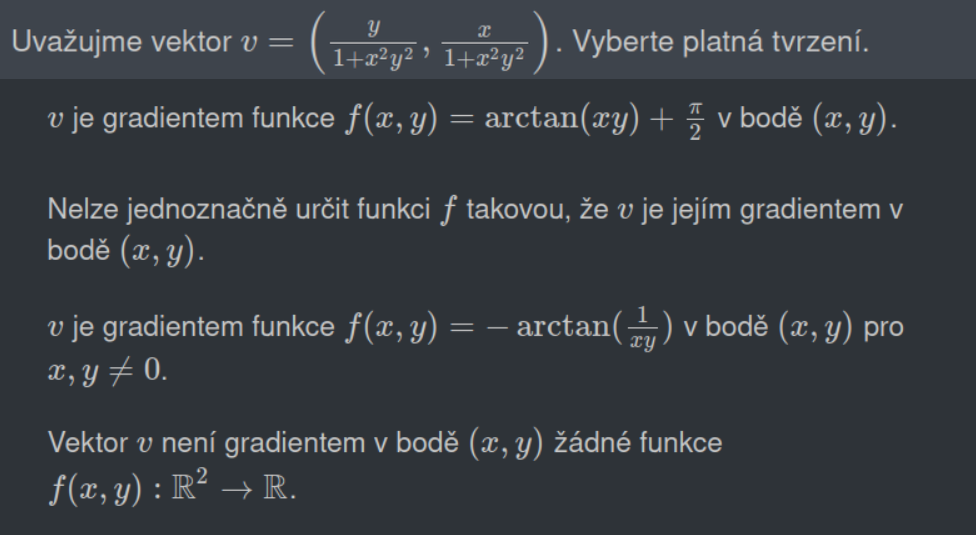 Uvažujme vektor $v = \left( \frac{y}{1+x^2y^2}, \frac{x}{1+x^2y^2} \right)$. Vyberte platná tvrzení.
$v$ je gradientem funkce $f(x, y) = \arctan(xy) + \frac{\pi}{2}$ v bodě $(x, y)$.
Nelze jednoznačně určit funkci $f$ takovou, že $v$ je jejím gradientem v
bodě $(x, y)$.
$v$ je gradientem funkce $f(x, y) = -\arctan(\frac{1}{xy})$ v bodě $(x, y)$ pro
$x, y \neq 0$.
Vektor $v$ není gradientem v bodě $(x, y)$ žádné funkce
$f(x, y) : \mathbb{R}^2 \to \mathbb{R}$.